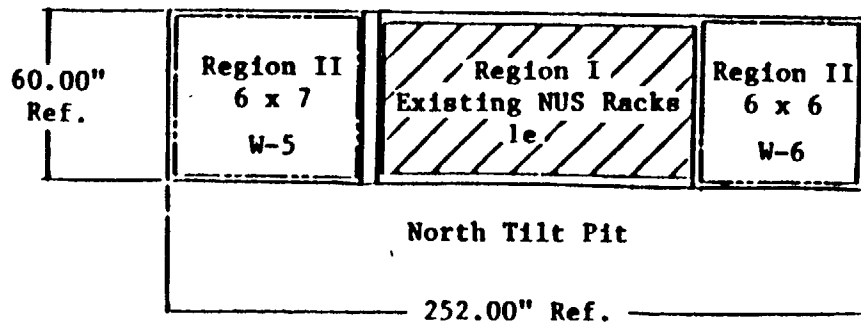 60.00"
Ref.
Region II
6 x 7
W-5
Region I
Existing NUS Racks
1e
Region II
6 x 6
W-6
North Tilt Pit
252.00" Ref.